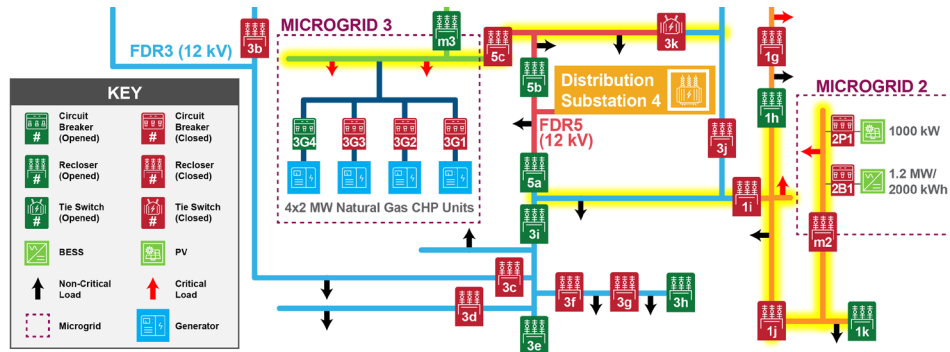 3b
MICROGRID 3
m3
FDR3 (12 kV)
5c
3k
1g
KEY
Circuit
Breaker
(Opened)
#
Circuit
Breaker
(Closed)
#
Recloser
(Opened)
#
Recloser
(Closed)
#
Tie Switch
(Opened)
#
Tie Switch
(Closed)
#
BESS
PV
Non-Critical
Load
Critical
Load
Microgrid
Generator
3G4
3G3
3G2
3G1
4x2 MW Natural Gas CHP Units
5b
Distribution
Substation 4
FDR5
(12 kV)
5a
3j
1h
MICROGRID 2
2P1
1000 kW
2B1
1.2 MW/
2000 kWh
1i
m2
3i
3c
3d
3f
3g
3h
3e
1j
1k